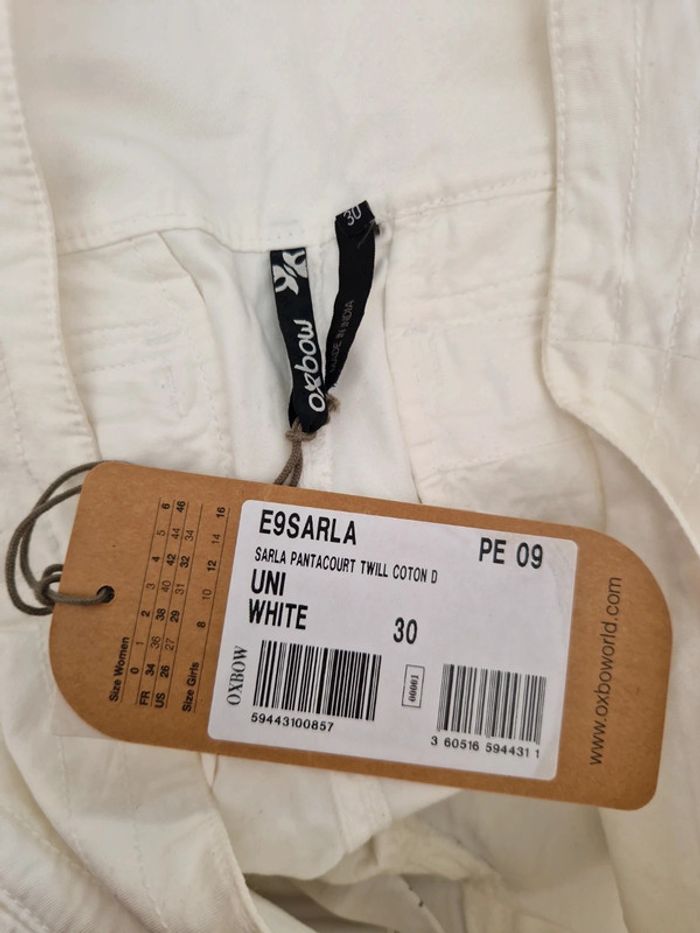 30
oxbow
MADE IN INDIA
E9SARLA
PE 09
SARLA PANTACOURT TWILL COTON D
UNI
WHITE
30
OXBOW
59443100857
00001
3 60516 594431 1
Size Women
0 1 2 3 4 5 6
FR 34 36 38 40 42 44 46
US 26 27 29 31 32 34
Size Girls 8 10 12 14 16
www.oxboworld.com